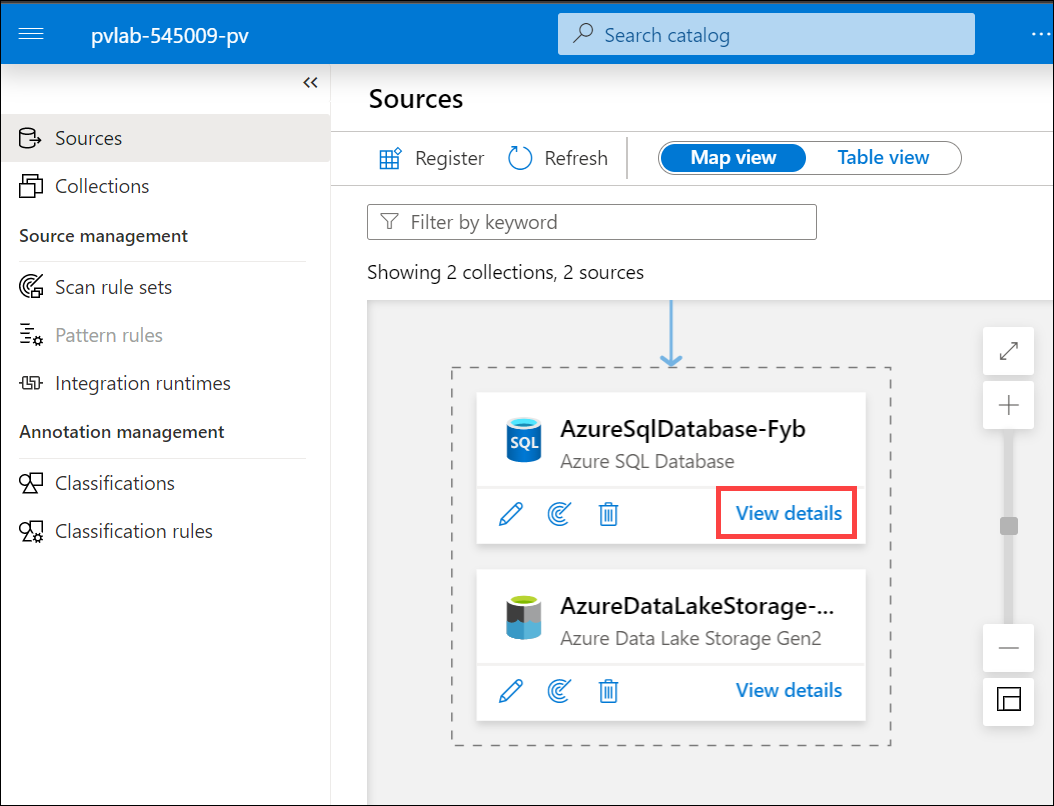 pvlab-545009-pv
Search catalog
Sources
Collections
Source management
Scan rule sets
Pattern rules
Integration runtimes
Annotation management
Classifications
Classification rules
Sources
Register
Refresh
Map view
Table view
Filter by keyword
Showing 2 collections, 2 sources
SQL
AzureSqlDatabase-Fyb
Azure SQL Database
View details
AzureDataLakeStorage-...
Azure Data Lake Storage Gen2
View details